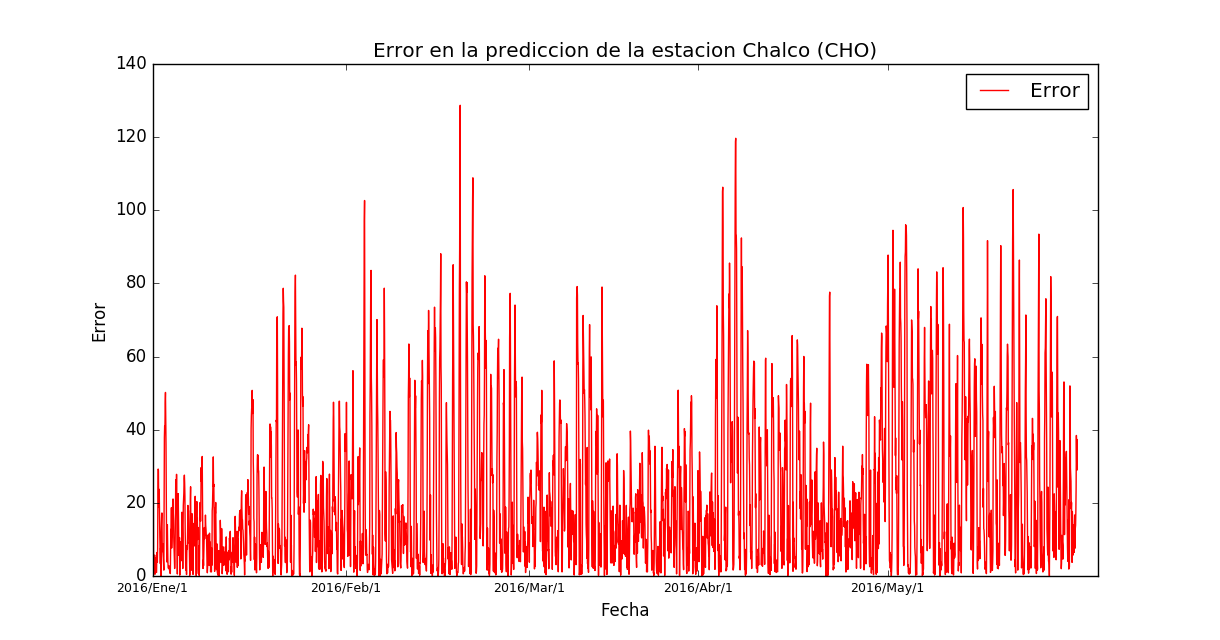 Error en la prediccion de la estacion Chalco (CHO)
Error
140
120
100
80
60
40
20
0
Error
2016/Ene/1
2016/Feb/1
2016/Mar/1
2016/Abr/1
2016/May/1
Fecha